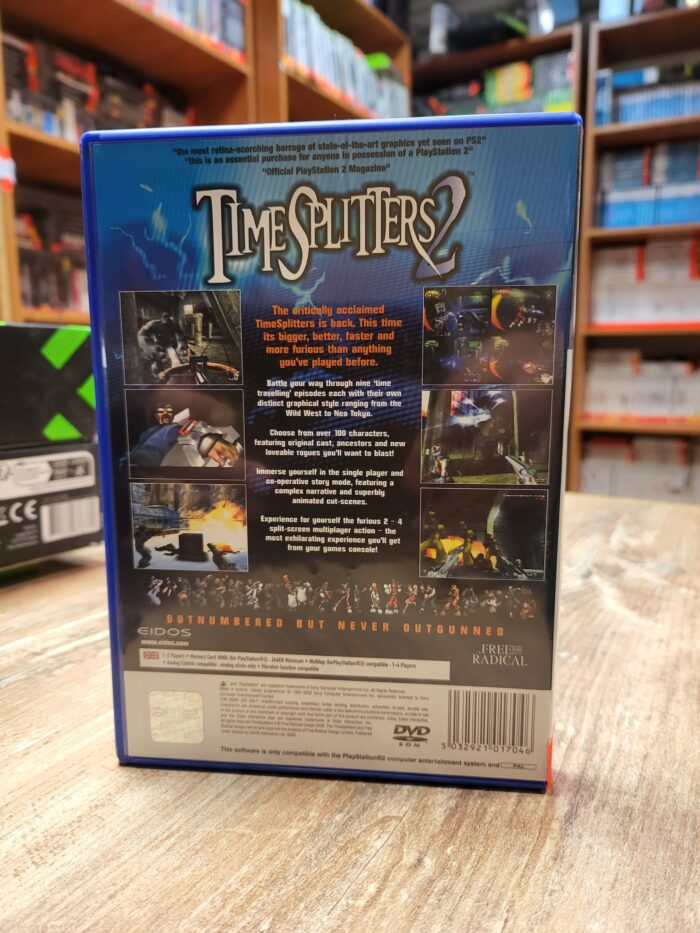 "the most retina-scorching barrage of state-of-the-art graphics yet seen on PS2"
"this is an essential purchase for anyone in possession of a PlayStation 2"
"Official PlayStation 2 Magazine"
TIMESPLITTERS 2 ™
The critically acclaimed
TimeSplitters is back. This time
its bigger, better, faster and
more furious than anything
you've played before.
Battle your way through nine 'time
travelling' episodes each with their own
distinct graphical style ranging from the
Wild West to Neo Tokyo.
Choose from over 100 characters,
featuring original cast, ancestors and new
loveable rogues you'll want to blast!
Immerse yourself in the single player and
co-operative story mode, featuring a
complex narrative and superbly
animated cut-scenes.
Experience for yourself the furious 2 - 4
split-screen multiplayer action - the
most exhilarating experience you'll get
from your games console!
OUTNUMBERED BUT NEVER OUTGUNNED
EIDOS
www.eidos.com
FREE
RADICAL
DVD
ROM
5 032921 017046
This software is only compatible with the PlayStation®2 computer entertainment system and
PAL
CE